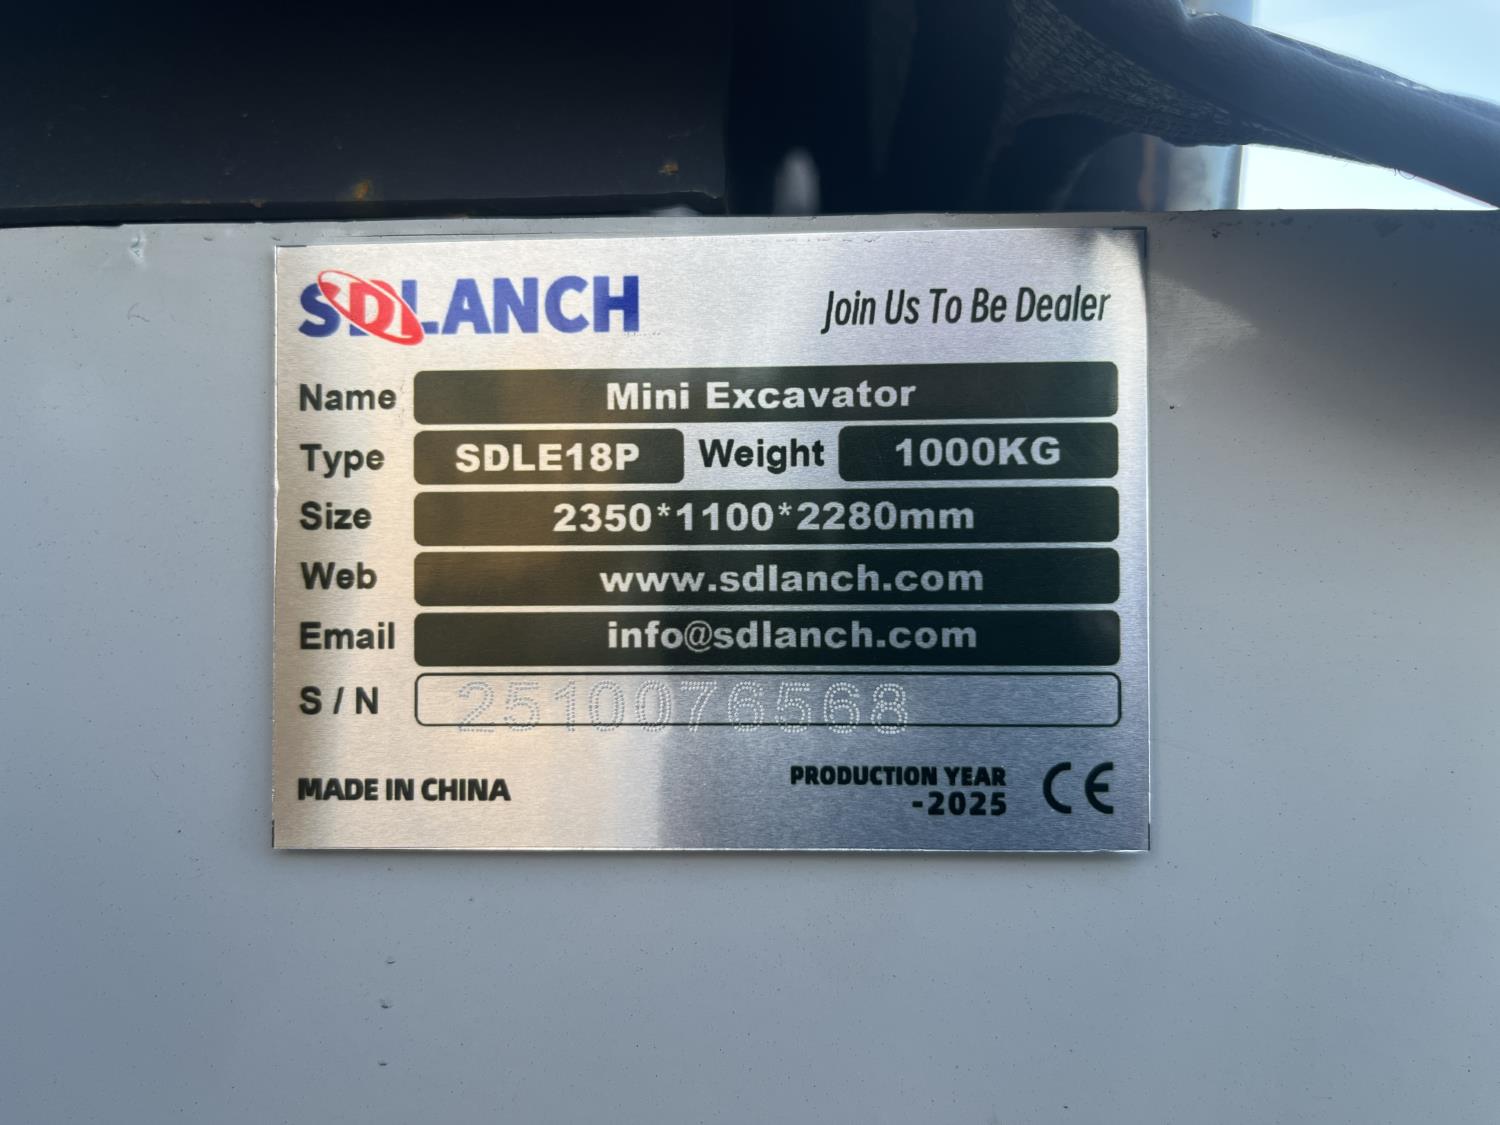 SDLANCH
Join Us To Be Dealer
Name Mini Excavator
Type SDLE18P Weight 1000KG
Size 2350*1100*2280mm
Web www.sdlanch.com
Email info@sdlanch.com
S / N 2510076568
MADE IN CHINA
PRODUCTION YEAR
-2025
CE